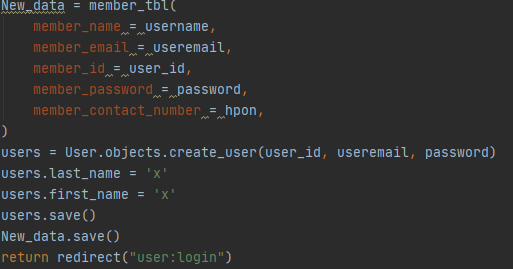 New_data = member_tbl(
    member_name = username,
    member_email = useremail,
    member_id = user_id,
    member_password = password,
    member_contact_number = hpon,
)
users = User.objects.create_user(user_id, useremail, password)
users.last_name = 'x'
users.first_name = 'x'
users.save()
New_data.save()
return redirect("user:login")